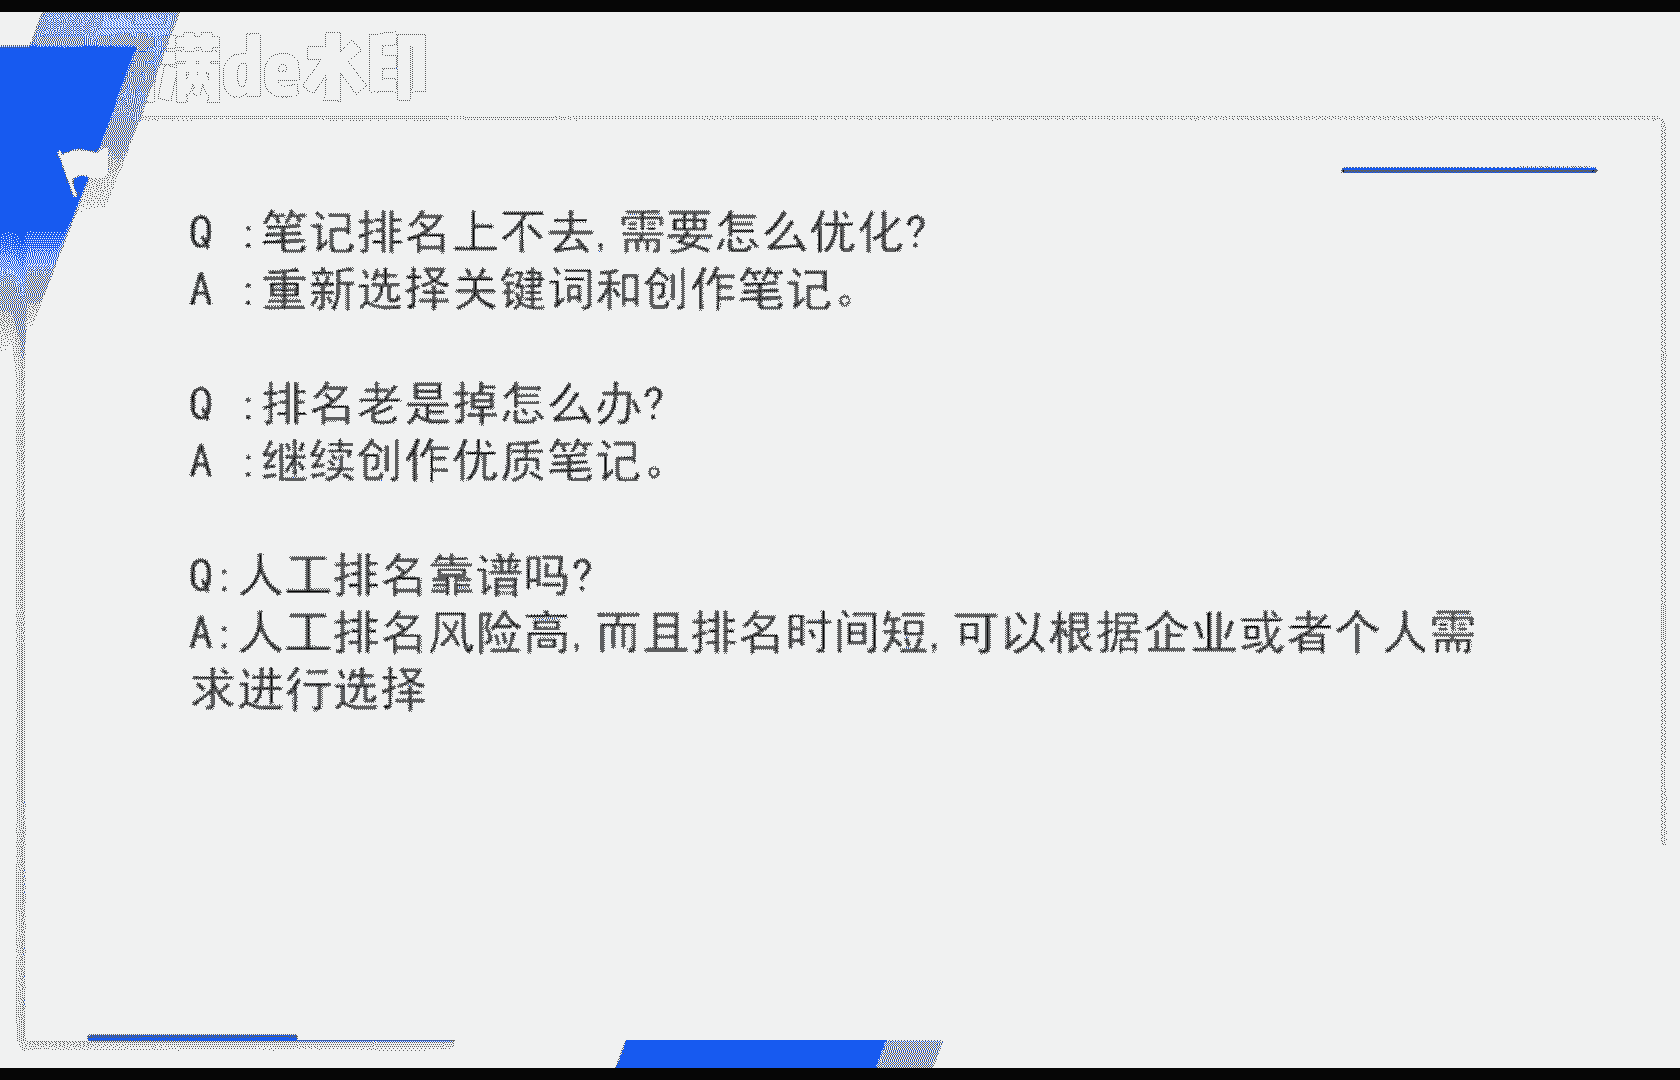 满de水印
Q :笔记排名上不去,需要怎么优化?
A :重新选择关键词和创作笔记。
Q :排名老是掉怎么办?
A :继续创作优质笔记。
Q:人工排名靠谱吗?
A:人工排名风险高,而且排名时间短,可以根据企业或者个人需
求进行选择